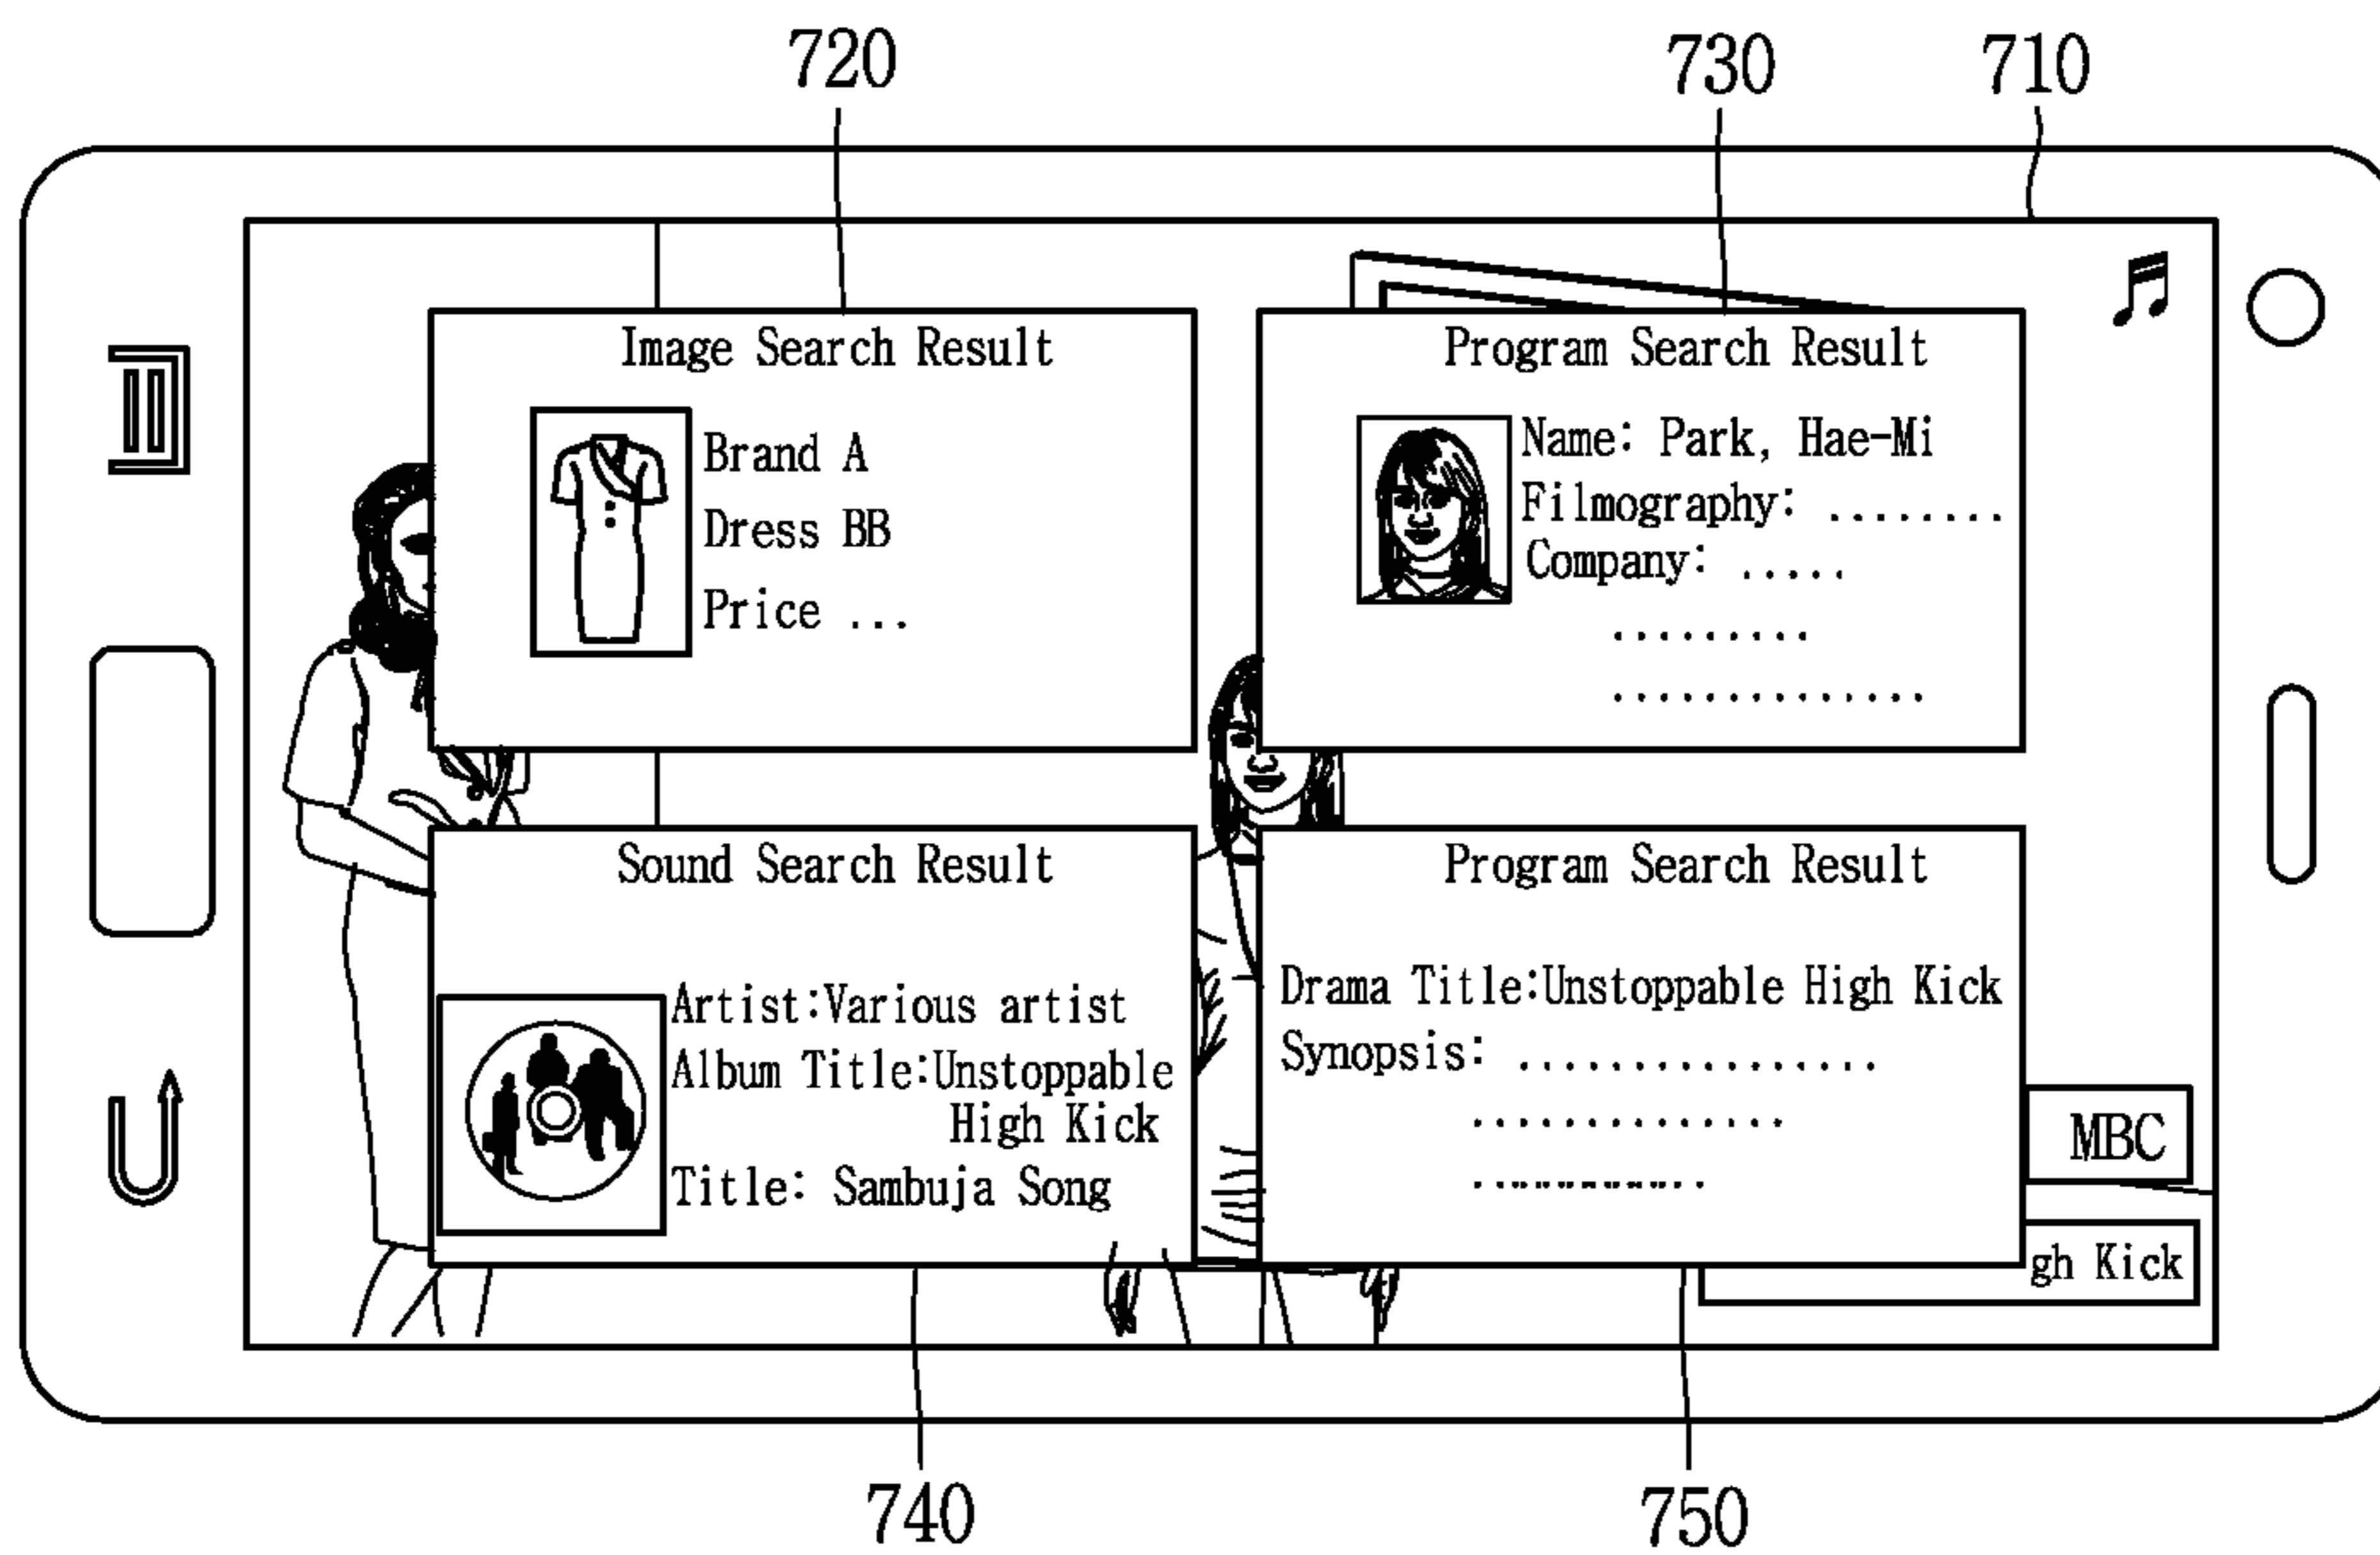 720
730
710
Image Search Result
Brand A
Dress BB
Price ...
Program Search Result
Name: Park, Hae-Mi
Filmography: ........
Company: .....
.........
..............
Sound Search Result
Artist:Various artist
Album Title:Unstoppable
High Kick
Title: Sambuja Song
Program Search Result
Drama Title:Unstoppable High Kick
Synopsis: ................
..............
...........
MBC
gh Kick
740
750